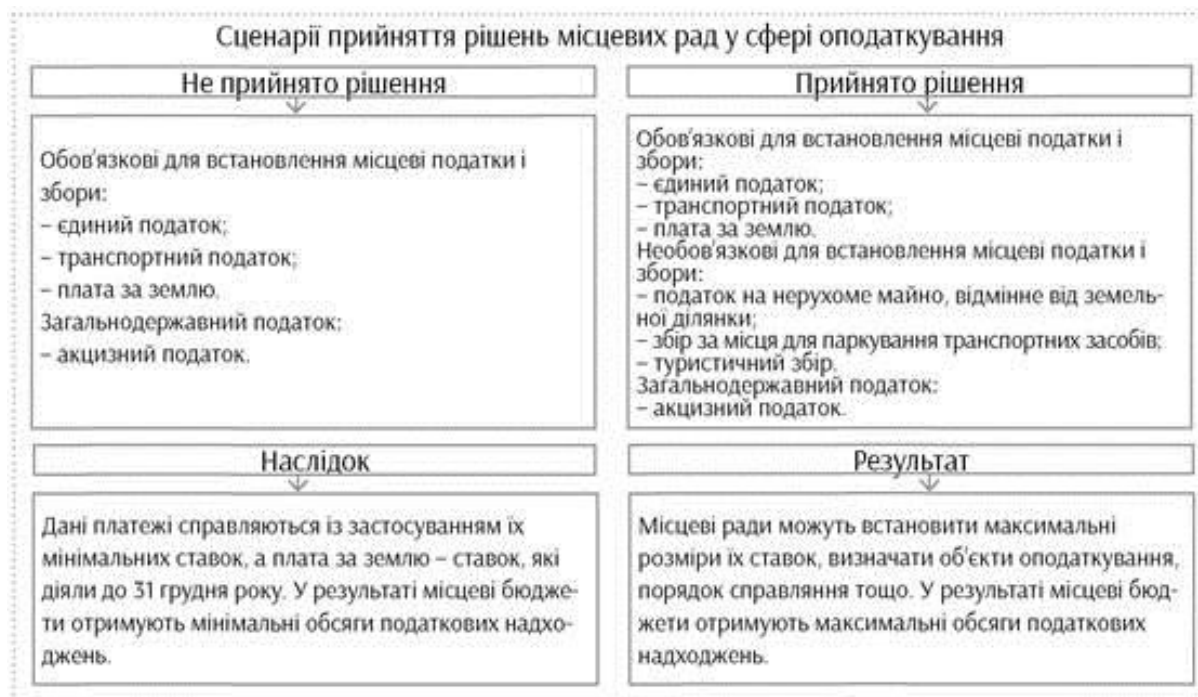 Сценарії прийняття рішень місцевих рад у сфері оподаткування
Не прийнято рішення
Обов'язкові для встановлення місцеві податки і
збори:
– єдиний податок;
– транспортний податок;
– плата за землю.
Загальнодержавний податок:
– акцизний податок.
Наслідок
Дані платежі справляються із застосуванням їх
мінімальних ставок, а плата за землю – ставок, які
діяли до 31 грудня року. У результаті місцеві бюдже-
ти отримують мінімальні обсяги податкових надхо-
джень.
Прийнято рішення
Обов'язкові для встановлення місцеві податки і
збори:
– єдиний податок;
– транспортний податок;
– плата за землю.
Необов'язкові для встановлення місцеві податки і
збори:
– податок на нерухоме майно, відмінне від земель-
ної ділянки;
– збір за місця для паркування транспортних засобів;
– туристичний збір.
Загальнодержавний податок:
– акцизний податок.
Результат
Місцеві ради можуть встановити максимальні
розміри їх ставок, визначати об'єкти оподаткування,
порядок справляння тощо. У результаті місцеві бюд-
жети отримують максимальні обсяги податкових
надходжень.